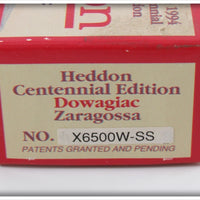 1994
Heddon
Centennial Edition
Dowagiac
Zaragossa
NO. X6500W-SS
PATENTS GRANTED AND PENDING